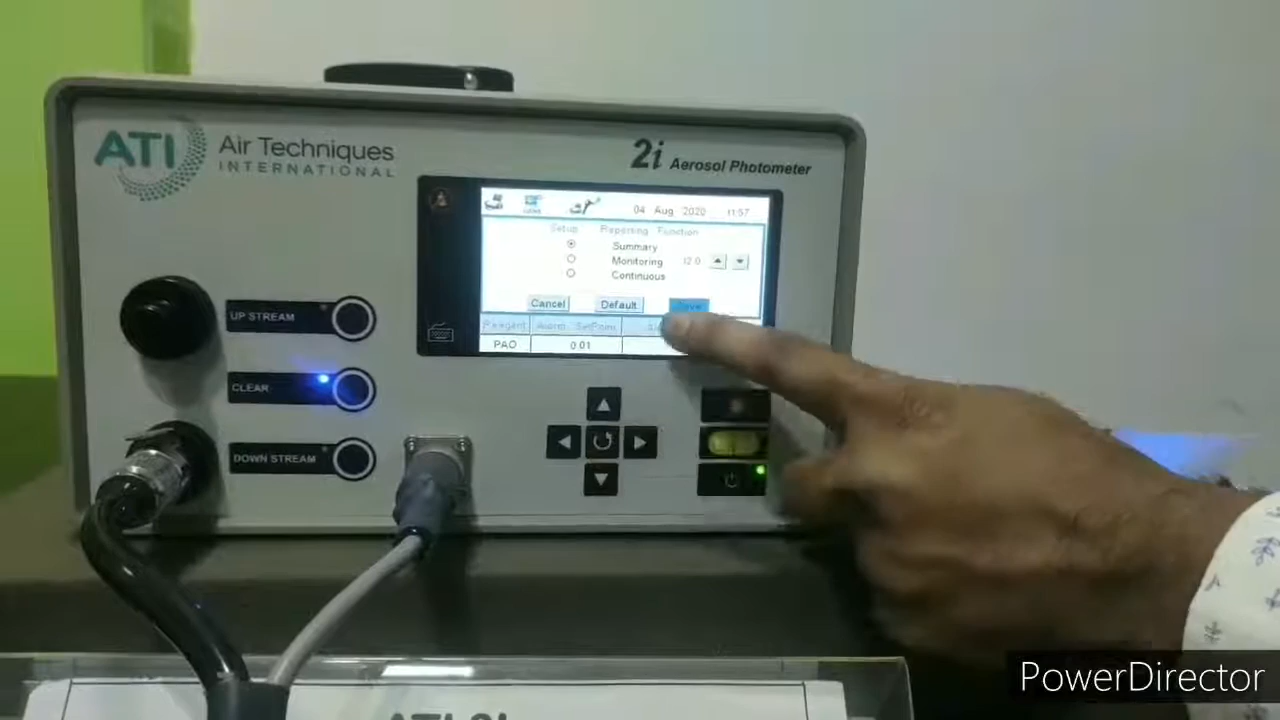 ATI
Air Techniques
INTERNATIONAL
2i Aerosol Photometer
04 Aug 2020 11:57
Setup Reporting Function
Summary
Monitoring 12.0
Continuous
Cancel Default Save
Reagent Alarm SetPoint
PAO 0.01
UP STREAM
CLEAR
DOWN STREAM
PowerDirector